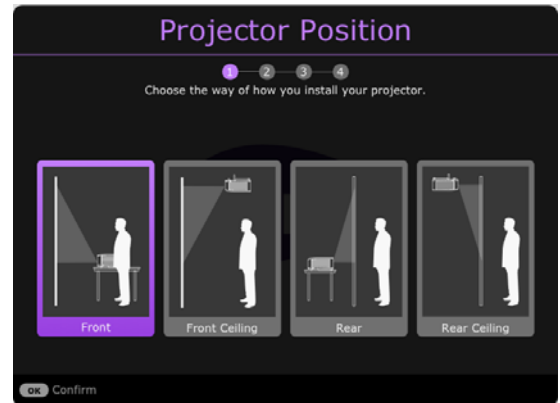 Projector Position
1 2 3 4
Choose the way of how you install your projector.
Front Front Ceiling Rear Rear Ceiling
OK Confirm